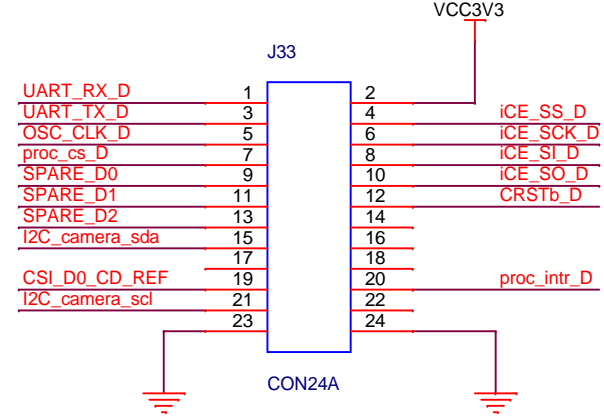 VCC3V3
J33
UART_RX_D 1 2
UART_TX_D 3 4 iCE_SS_D
OSC_CLK_D 5 6 iCE_SCK_D
proc_cs_D 7 8 iCE_SI_D
SPARE_D0 9 10 iCE_SO_D
SPARE_D1 11 12 CRSTb_D
SPARE_D2 13 14
I2C_camera_sda 15 16
17 18
CSI_D0_CD_REF 19 20 proc_intr_D
I2C_camera_scl 21 22
23 24
CON24A